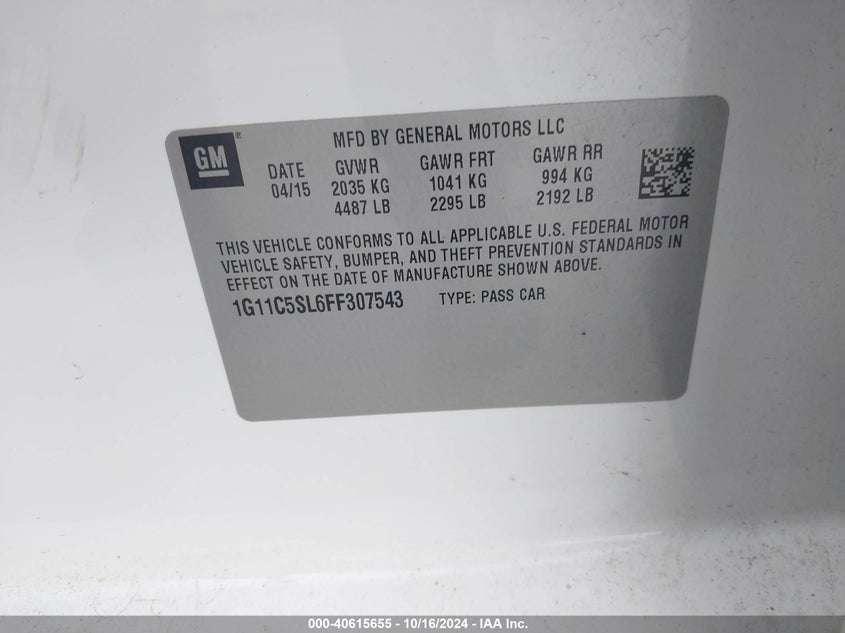 GM®
MFD BY GENERAL MOTORS LLC
DATE GVWR GAWR FRT GAWR RR
04/15 2035 KG 1041 KG 994 KG
4487 LB 2295 LB 2192 LB
THIS VEHICLE CONFORMS TO ALL APPLICABLE U.S. FEDERAL MOTOR
VEHICLE SAFETY, BUMPER, AND THEFT PREVENTION STANDARDS IN
EFFECT ON THE DATE OF MANUFACTURE SHOWN ABOVE.
1G11C5SL6FF307543 TYPE: PASS CAR
000-40615655 - 10/16/2024 - IAA Inc.